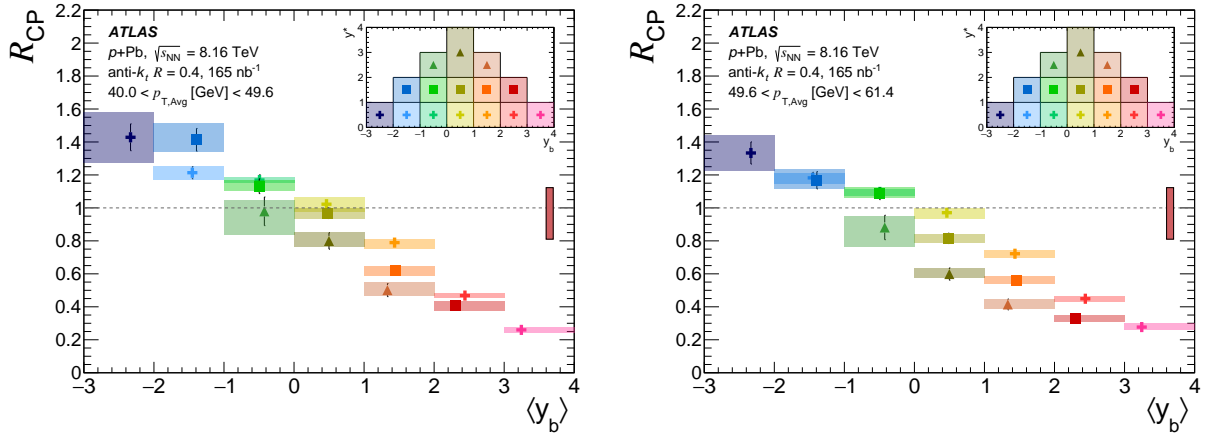 R_CP
2.2
2
1.8
1.6
1.4
1.2
1
0.8
0.6
0.4
0.2
0
ATLAS
p+Pb, √s_NN = 8.16 TeV
anti-k_t R = 0.4, 165 nb⁻¹
40.0 < p_T,Avg [GeV] < 49.6
y*
4
3
2
1
0
−3 −2 −1 0 1 2 3 4
y_b
−3 −2 −1 0 1 2 3 4
⟨y_b⟩
R_CP
2.2
2
1.8
1.6
1.4
1.2
1
0.8
0.6
0.4
0.2
0
ATLAS
p+Pb, √s_NN = 8.16 TeV
anti-k_t R = 0.4, 165 nb⁻¹
49.6 < p_T,Avg [GeV] < 61.4
y*
4
3
2
1
0
−3 −2 −1 0 1 2 3 4
y_b
−3 −2 −1 0 1 2 3 4
⟨y_b⟩